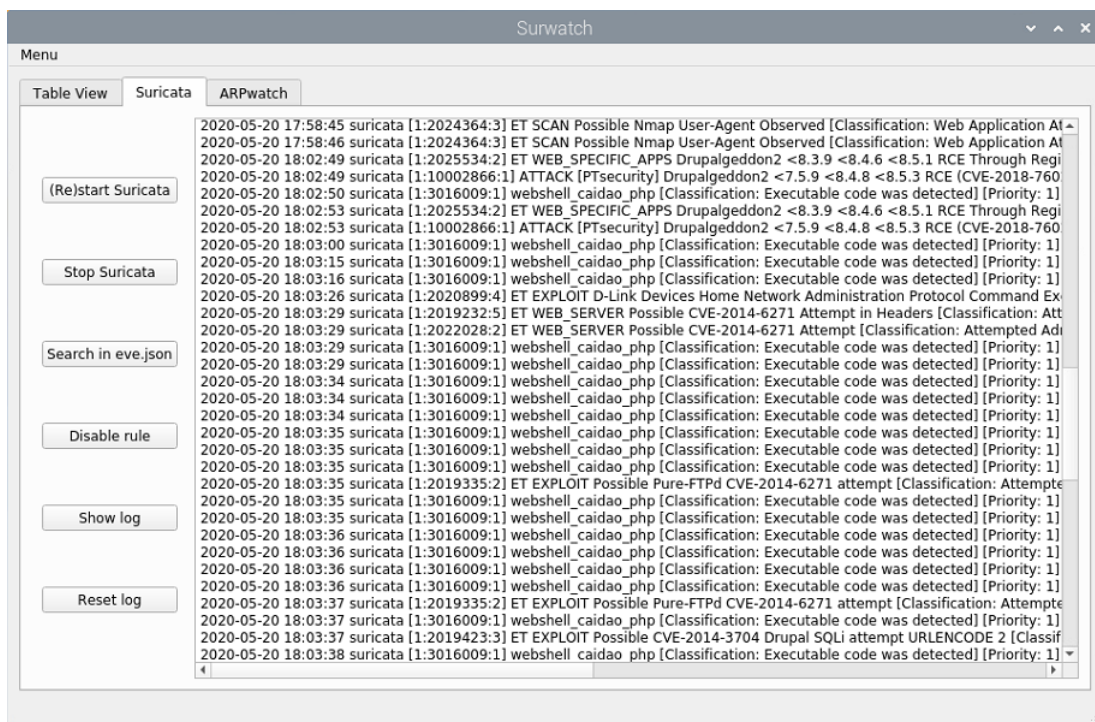 Surwatch
Menu
Table View
Suricata
ARPwatch
(Re)start Suricata
Stop Suricata
Search in eve.json
Disable rule
Show log
Reset log
2020-05-20 17:58:45 suricata [1:2024364:3] ET SCAN Possible Nmap User-Agent Observed [Classification: Web Application At
2020-05-20 17:58:46 suricata [1:2024364:3] ET SCAN Possible Nmap User-Agent Observed [Classification: Web Application At
2020-05-20 18:02:49 suricata [1:2025534:2] ET WEB_SPECIFIC_APPS Drupalgeddon2 <8.3.9 <8.4.6 <8.5.1 RCE Through Regi
2020-05-20 18:02:49 suricata [1:10002866:1] ATTACK [PTsecurity] Drupalgeddon2 <7.5.9 <8.4.8 <8.5.3 RCE (CVE-2018-760
2020-05-20 18:02:50 suricata [1:3016009:1] webshell_caidao_php [Classification: Executable code was detected] [Priority: 1]
2020-05-20 18:02:53 suricata [1:2025534:2] ET WEB_SPECIFIC_APPS Drupalgeddon2 <8.3.9 <8.4.6 <8.5.1 RCE Through Regi
2020-05-20 18:02:53 suricata [1:10002866:1] ATTACK [PTsecurity] Drupalgeddon2 <7.5.9 <8.4.8 <8.5.3 RCE (CVE-2018-760
2020-05-20 18:03:00 suricata [1:3016009:1] webshell_caidao_php [Classification: Executable code was detected] [Priority: 1]
2020-05-20 18:03:15 suricata [1:3016009:1] webshell_caidao_php [Classification: Executable code was detected] [Priority: 1]
2020-05-20 18:03:16 suricata [1:3016009:1] webshell_caidao_php [Classification: Executable code was detected] [Priority: 1]
2020-05-20 18:03:26 suricata [1:2020899:4] ET EXPLOIT D-Link Devices Home Network Administration Protocol Command Ex
2020-05-20 18:03:29 suricata [1:2019232:5] ET WEB_SERVER Possible CVE-2014-6271 Attempt in Headers [Classification: Att
2020-05-20 18:03:29 suricata [1:2022028:2] ET WEB_SERVER Possible CVE-2014-6271 Attempt [Classification: Attempted Adı
2020-05-20 18:03:29 suricata [1:3016009:1] webshell_caidao_php [Classification: Executable code was detected] [Priority: 1]
2020-05-20 18:03:29 suricata [1:3016009:1] webshell_caidao_php [Classification: Executable code was detected] [Priority: 1]
2020-05-20 18:03:34 suricata [1:3016009:1] webshell_caidao_php [Classification: Executable code was detected] [Priority: 1]
2020-05-20 18:03:34 suricata [1:3016009:1] webshell_caidao_php [Classification: Executable code was detected] [Priority: 1]
2020-05-20 18:03:34 suricata [1:3016009:1] webshell_caidao_php [Classification: Executable code was detected] [Priority: 1]
2020-05-20 18:03:35 suricata [1:3016009:1] webshell_caidao_php [Classification: Executable code was detected] [Priority: 1]
2020-05-20 18:03:35 suricata [1:3016009:1] webshell_caidao_php [Classification: Executable code was detected] [Priority: 1]
2020-05-20 18:03:35 suricata [1:3016009:1] webshell_caidao_php [Classification: Executable code was detected] [Priority: 1]
2020-05-20 18:03:35 suricata [1:2019335:2] ET EXPLOIT Possible Pure-FTPd CVE-2014-6271 attempt [Classification: Attempte
2020-05-20 18:03:35 suricata [1:3016009:1] webshell_caidao_php [Classification: Executable code was detected] [Priority: 1]
2020-05-20 18:03:35 suricata [1:3016009:1] webshell_caidao_php [Classification: Executable code was detected] [Priority: 1]
2020-05-20 18:03:36 suricata [1:3016009:1] webshell_caidao_php [Classification: Executable code was detected] [Priority: 1]
2020-05-20 18:03:36 suricata [1:3016009:1] webshell_caidao_php [Classification: Executable code was detected] [Priority: 1]
2020-05-20 18:03:36 suricata [1:3016009:1] webshell_caidao_php [Classification: Executable code was detected] [Priority: 1]
2020-05-20 18:03:36 suricata [1:3016009:1] webshell_caidao_php [Classification: Executable code was detected] [Priority: 1]
2020-05-20 18:03:37 suricata [1:2019335:2] ET EXPLOIT Possible Pure-FTPd CVE-2014-6271 attempt [Classification: Attempte
2020-05-20 18:03:37 suricata [1:3016009:1] webshell_caidao_php [Classification: Executable code was detected] [Priority: 1]
2020-05-20 18:03:37 suricata [1:2019423:3] ET EXPLOIT Possible CVE-2014-3704 Drupal SQLi attempt URLENCODE 2 [Classif
2020-05-20 18:03:38 suricata [1:3016009:1] webshell_caidao_php [Classification: Executable code was detected] [Priority: 1]